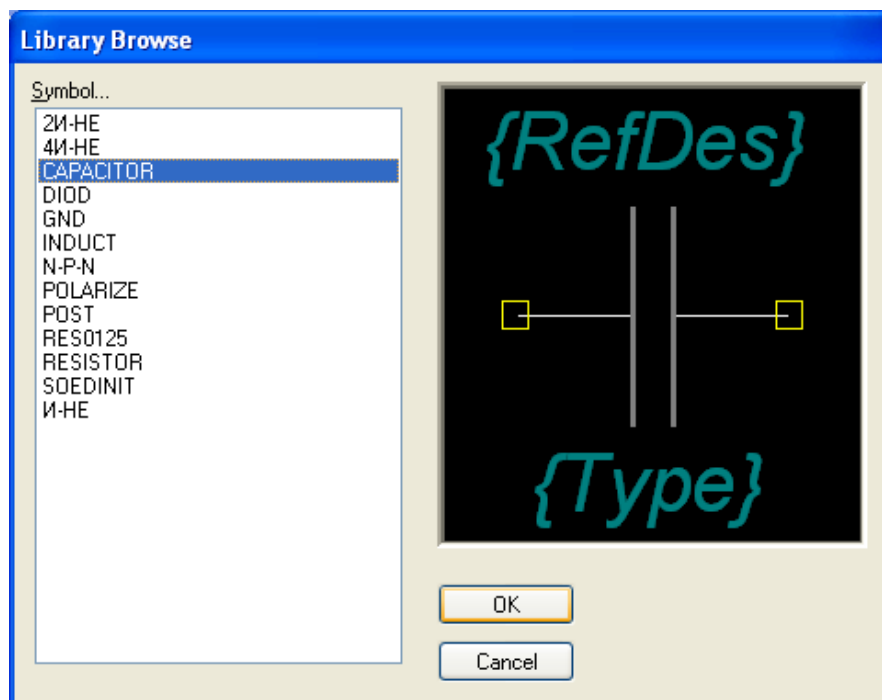 Library Browse
Symbol...
2И-НЕ
4И-НЕ
CAPACITOR
DIOD
GND
INDUCT
N-P-N
POLARIZE
POST
RES0125
RESISTOR
SOEDINIT
И-НЕ
{RefDes}
{Type}
OK
Cancel